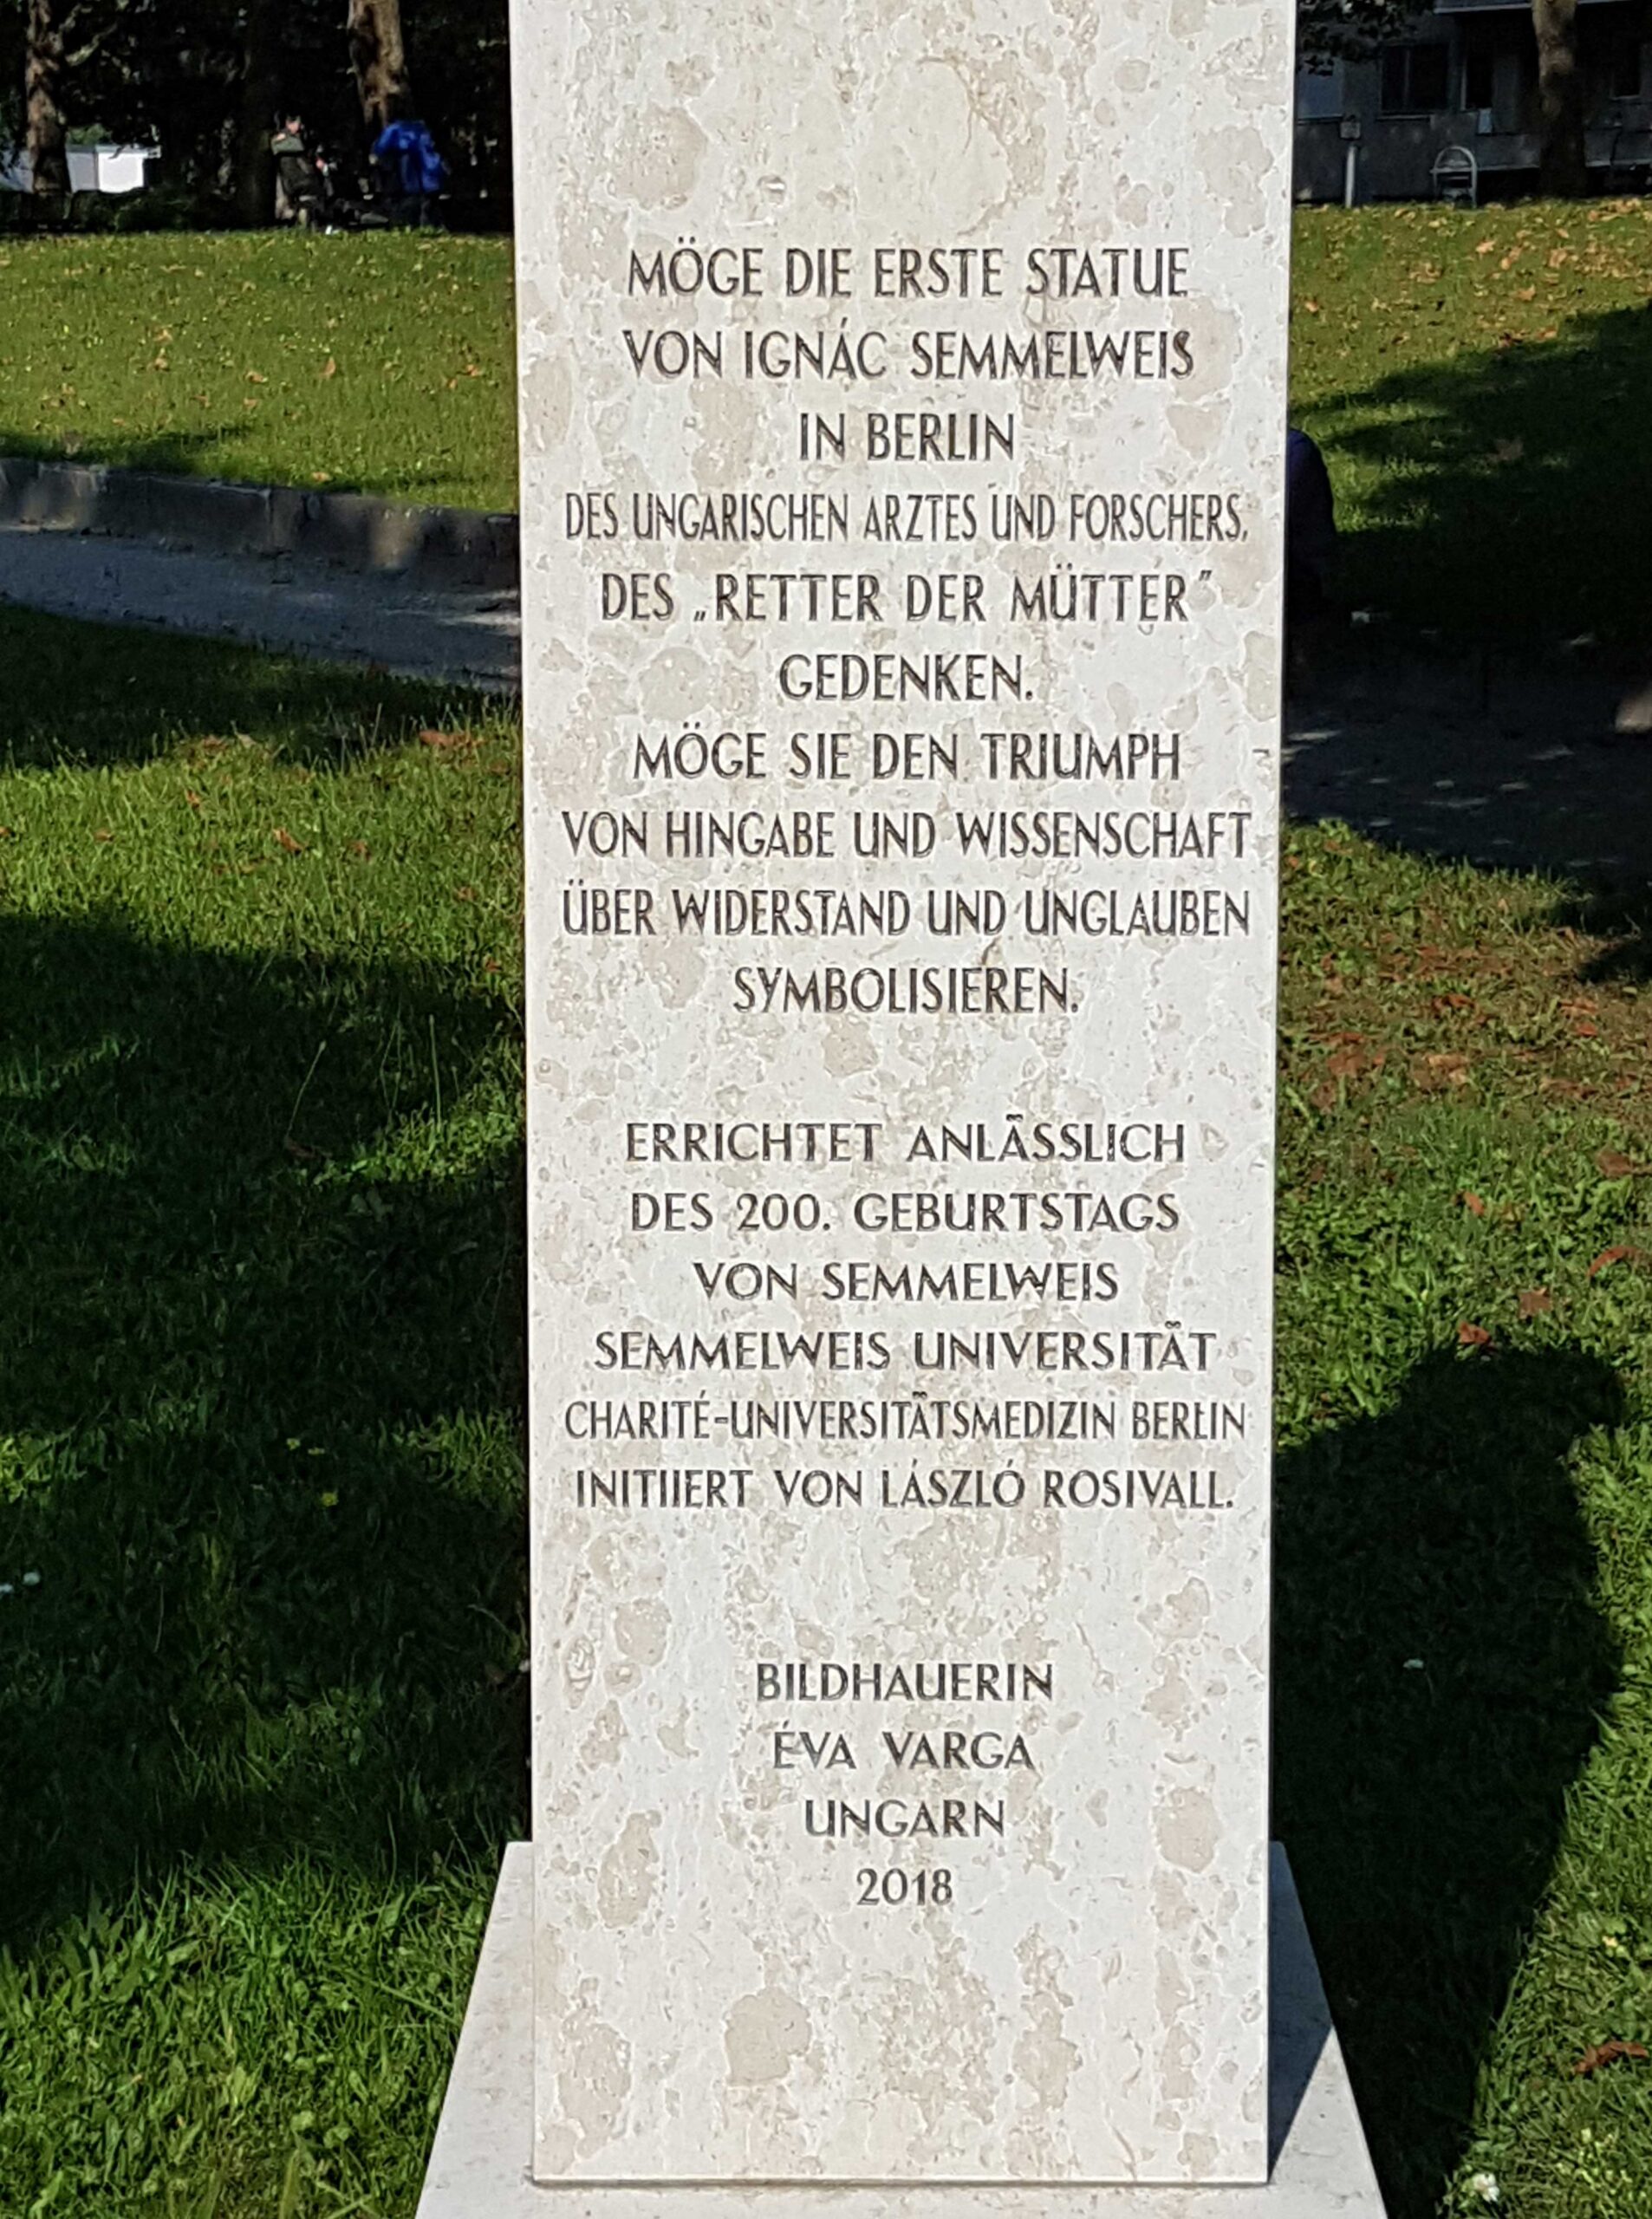 MÖGE DIE ERSTE STATUE
VON IGNÁC SEMMELWEIS
IN BERLIN
DES UNGARISCHEN ARZTES UND FORSCHERS,
DES „RETTER DER MÜTTER"
GEDENKEN.
MÖGE SIE DEN TRIUMPH
VON HINGABE UND WISSENSCHAFT
ÜBER WIDERSTAND UND UNGLAUBEN
SYMBOLISIEREN.
ERRICHTET ANLÄSSLICH
DES 200. GEBURTSTAGS
VON SEMMELWEIS
SEMMELWEIS UNIVERSITÄT
CHARITÉ-UNIVERSITÄTSMEDIZIN BERLIN
INITIIERT VON LÁSZLÓ ROSIVALL.
BILDHAUERIN
ÉVA VARGA
UNGARN
2018